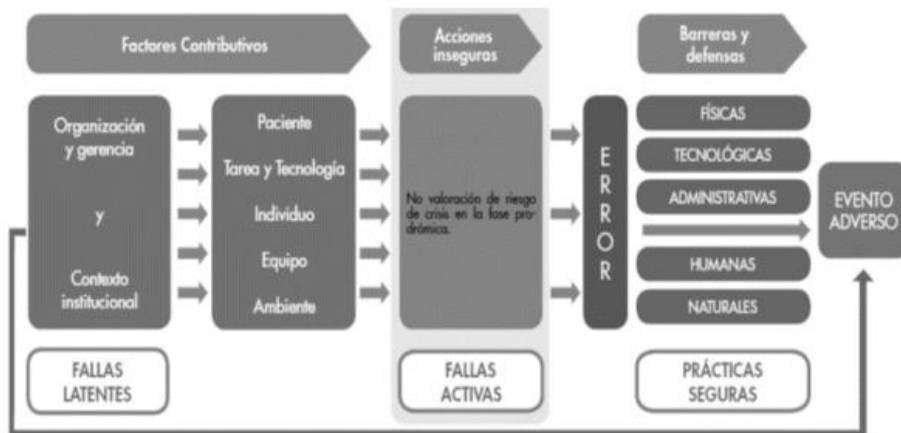 Factores Contributivos
Acciones
inseguras
Barreras y
defensas
Organización
y gerencia
y
Contexto
institucional
Paciente
Tarea y Tecnología
Individuo
Equipo
Ambiente
No valoración de riesgo
de crisis en la fase pro-
drómica.
ERROR
FÍSICAS
TECNOLÓGICAS
ADMINISTRATIVAS
HUMANAS
NATURALES
EVENTO
ADVERSO
FALLAS
LATENTES
FALLAS
ACTIVAS
PRÁCTICAS
SEGURAS